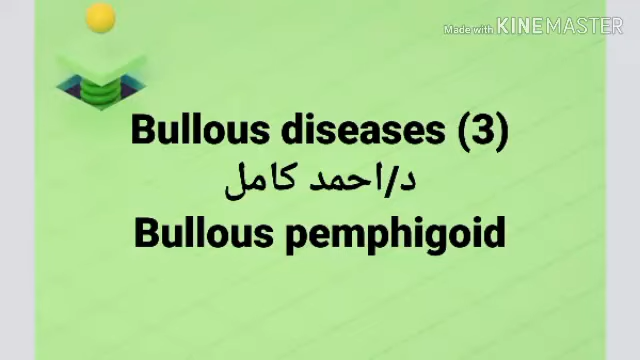 Made with KINEMASTER
Bullous diseases (3)
د/احمد كامل
Bullous pemphigoid